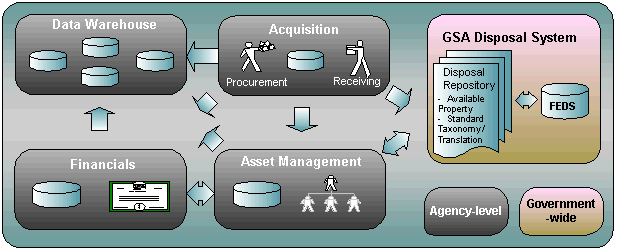 Data Warehouse
Acquisition
Procurement
Receiving
GSA Disposal System
Disposal
Repository
- Available
Property
- Standard
Taxonomy/
Translation
FEDS
Financials
Asset Management
Agency-level
Government
-wide